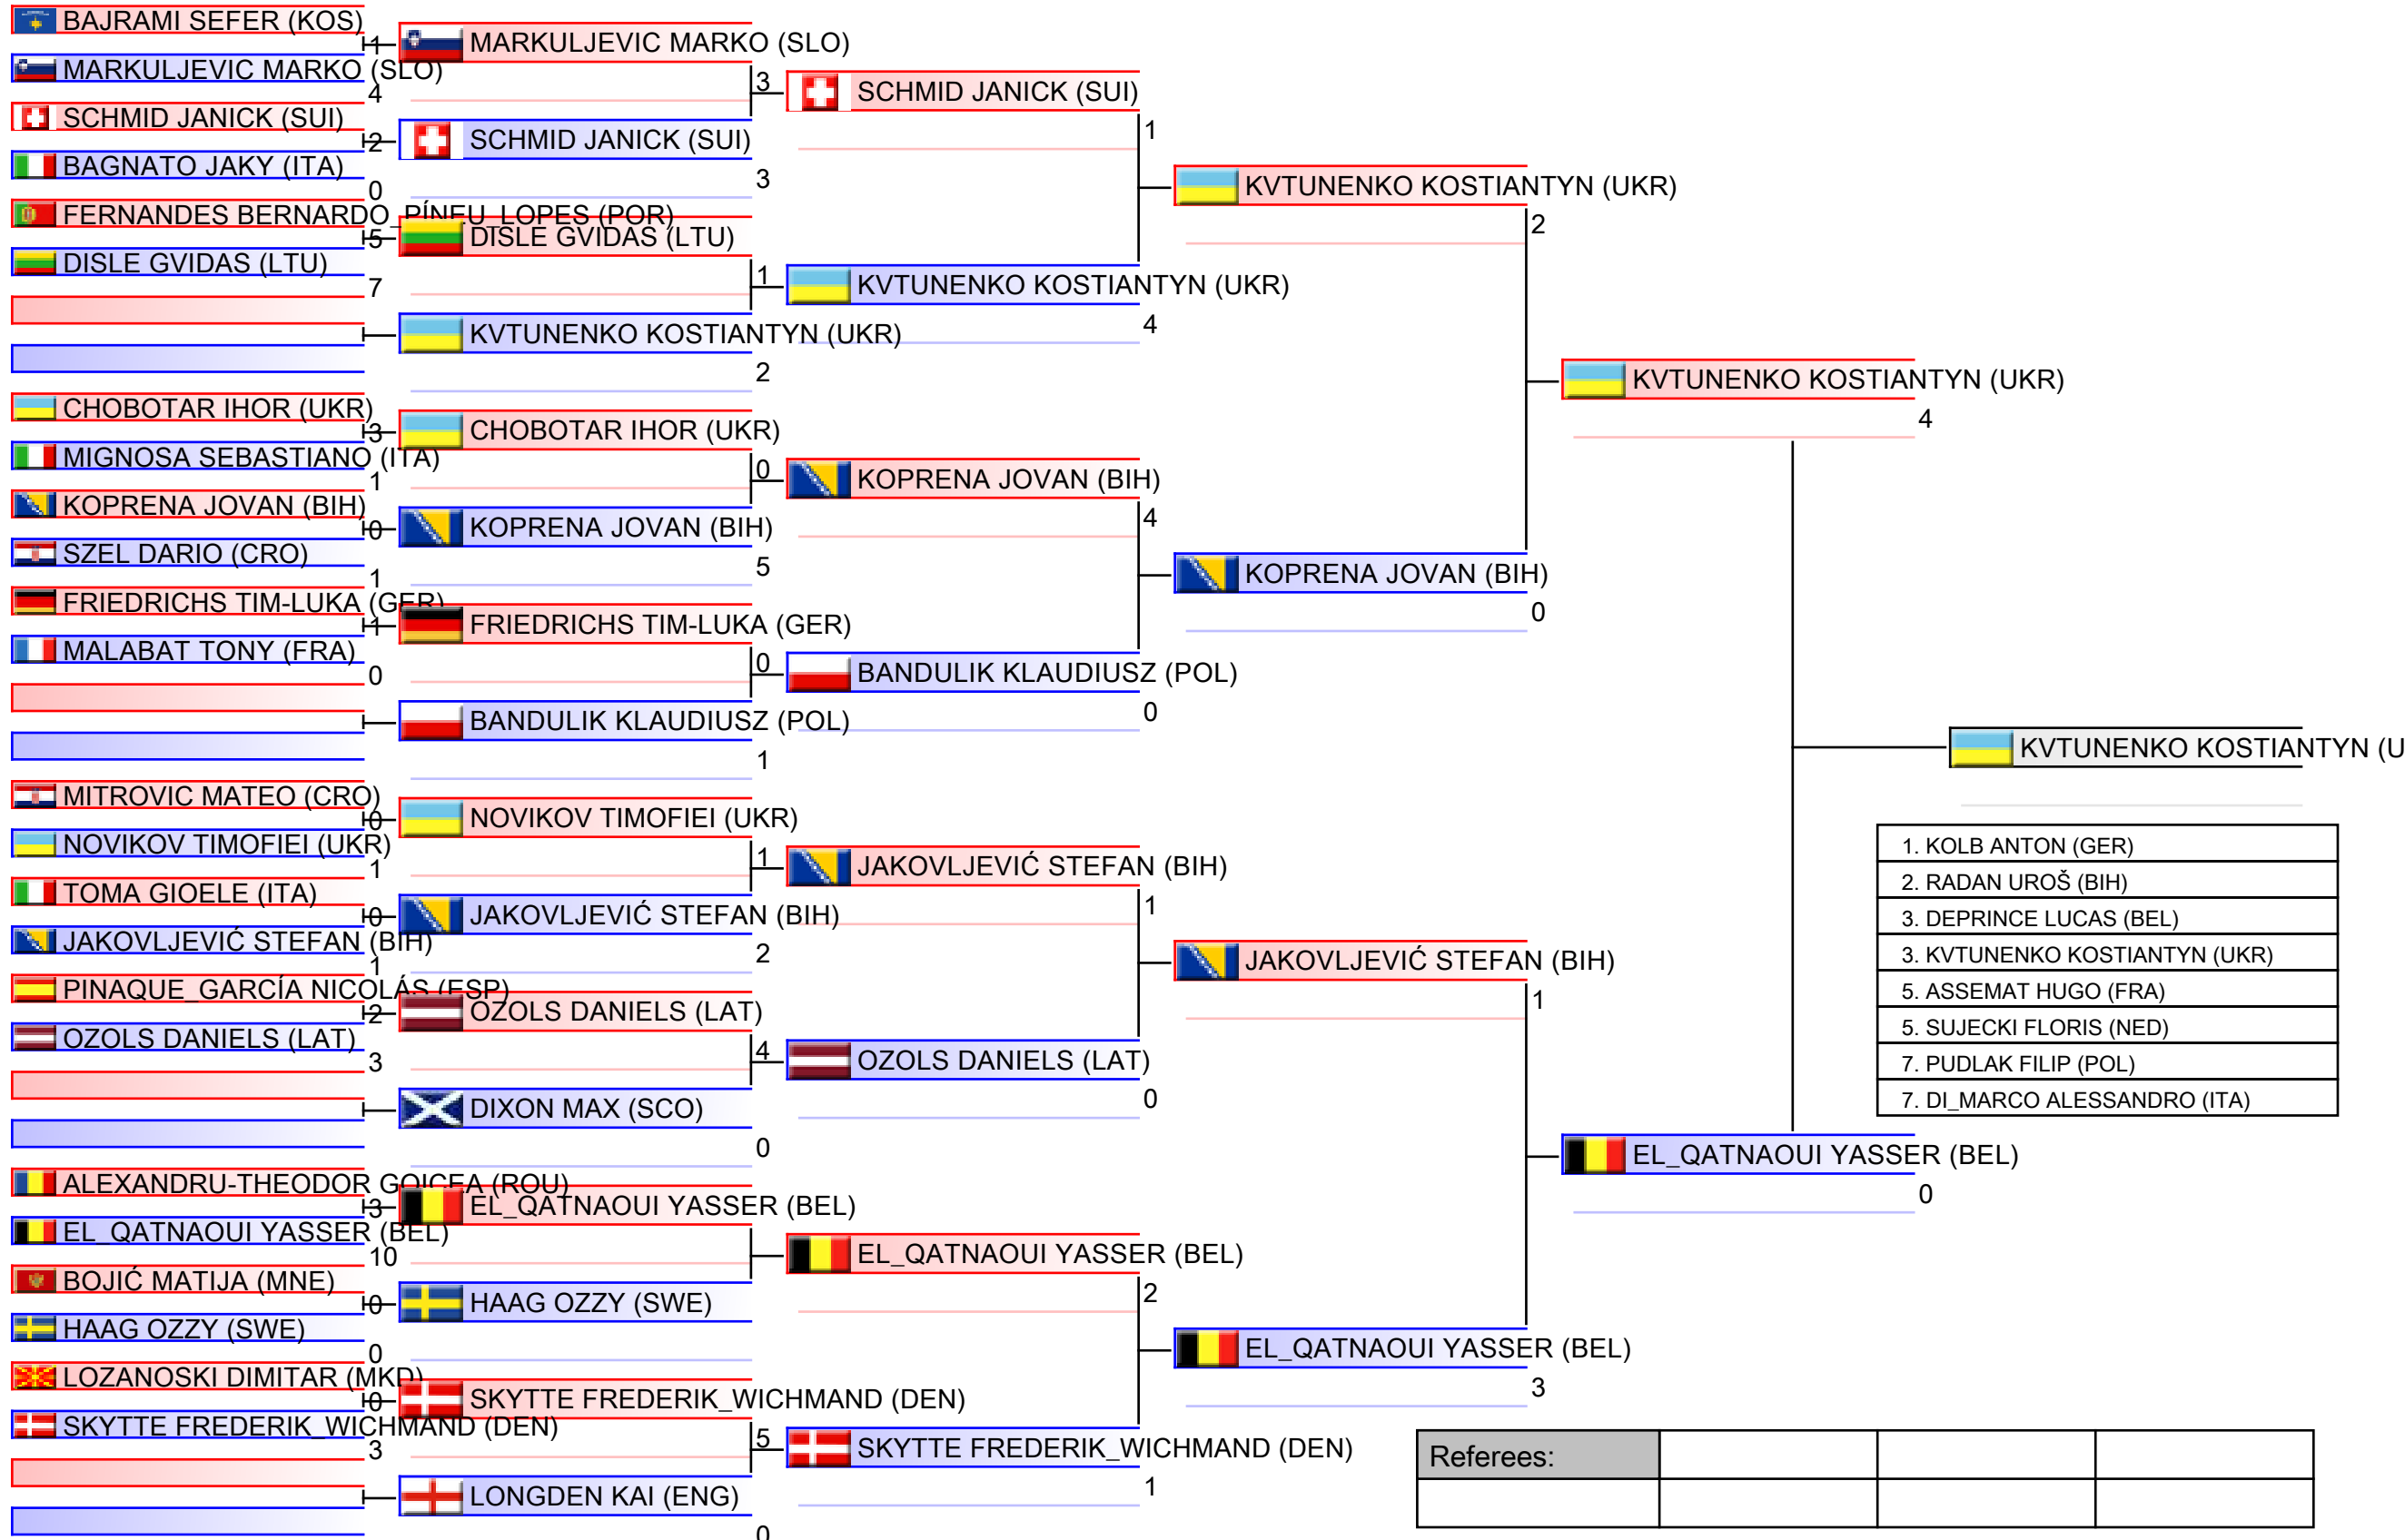 BAJRAMI SEFER (KOS)
1
MARKULJEVIC MARKO (SLO)
4
SCHMID JANICK (SUI)
2
BAGNATO JAKY (ITA)
0
FERNANDES BERNARDO_PÍNEU_LOPES (POR)
5
DISLE GVIDAS (LTU)
7
CHOBOTAR IHOR (UKR)
3
MIGNOSA SEBASTIANO (ITA)
1
KOPRENA JOVAN (BIH)
0
SZEL DARIO (CRO)
1
FRIEDRICHS TIM-LUKA (GER)
1
MALABAT TONY (FRA)
0
MITROVIC MATEO (CRO)
0
NOVIKOV TIMOFIEI (UKR)
1
TOMA GIOELE (ITA)
0
JAKOVLJEVIĆ STEFAN (BIH)
1
PINAQUE_GARCÍA NICOLÁS (ESP)
2
OZOLS DANIELS (LAT)
3
ALEXANDRU-THEODOR GOICEA (ROU)
3
EL_QATNAOUI YASSER (BEL)
10
BOJIĆ MATIJA (MNE)
0
HAAG OZZY (SWE)
0
LOZANOSKI DIMITAR (MKD)
0
SKYTTE FREDERIK_WICHMAND (DEN)
3
MARKULJEVIC MARKO (SLO)
3
SCHMID JANICK (SUI)
3
DISLE GVIDAS (LTU)
1
KVTUNENKO KOSTIANTYN (UKR)
2
CHOBOTAR IHOR (UKR)
0
KOPRENA JOVAN (BIH)
5
FRIEDRICHS TIM-LUKA (GER)
0
BANDULIK KLAUDIUSZ (POL)
1
NOVIKOV TIMOFIEI (UKR)
1
JAKOVLJEVIĆ STEFAN (BIH)
2
OZOLS DANIELS (LAT)
4
DIXON MAX (SCO)
0
EL_QATNAOUI YASSER (BEL)
HAAG OZZY (SWE)
SKYTTE FREDERIK_WICHMAND (DEN)
5
LONGDEN KAI (ENG)
0
SCHMID JANICK (SUI)
1
KVTUNENKO KOSTIANTYN (UKR)
4
KOPRENA JOVAN (BIH)
4
BANDULIK KLAUDIUSZ (POL)
0
JAKOVLJEVIĆ STEFAN (BIH)
1
OZOLS DANIELS (LAT)
0
EL_QATNAOUI YASSER (BEL)
2
SKYTTE FREDERIK_WICHMAND (DEN)
1
KVTUNENKO KOSTIANTYN (UKR)
2
KOPRENA JOVAN (BIH)
0
JAKOVLJEVIĆ STEFAN (BIH)
1
EL_QATNAOUI YASSER (BEL)
3
KVTUNENKO KOSTIANTYN (UKR)
4
EL_QATNAOUI YASSER (BEL)
0
KVTUNENKO KOSTIANTYN (U
1. KOLB ANTON (GER)
2. RADAN UROŠ (BIH)
3. DEPRINCE LUCAS (BEL)
3. KVTUNENKO KOSTIANTYN (UKR)
5. ASSEMAT HUGO (FRA)
5. SUJECKI FLORIS (NED)
7. PUDLAK FILIP (POL)
7. DI_MARCO ALESSANDRO (ITA)
Referees: